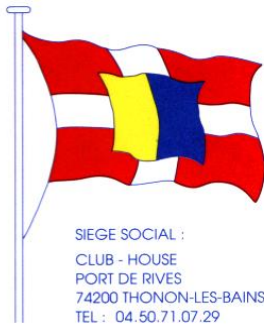 SIEGE SOCIAL :
CLUB - HOUSE
PORT DE RIVES
74200 THONON-LES-BAINS
TEL : 04.50.71.07.29